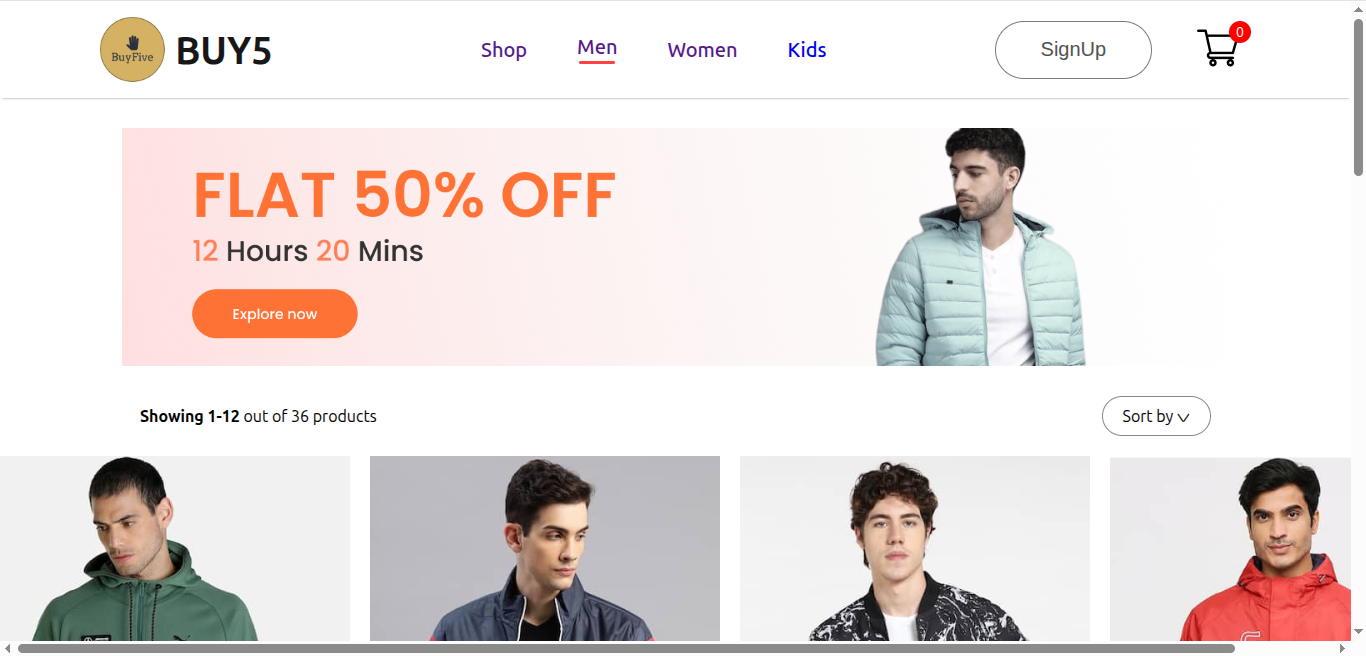 BuyFive
BUY5
Shop
Men
Women
Kids
SignUp
0
FLAT 50% OFF
12 Hours 20 Mins
Explore now
Showing 1-12 out of 36 products
Sort by